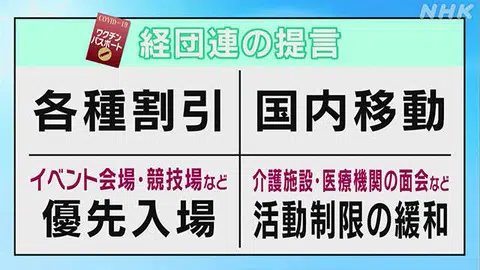 NHK
COVID-19
ワクチン
パスポート
経団連の提言
各種割引
国内移動
イベント会場・競技場など
優先入場
介護施設・医療機関の面会など
活動制限の緩和